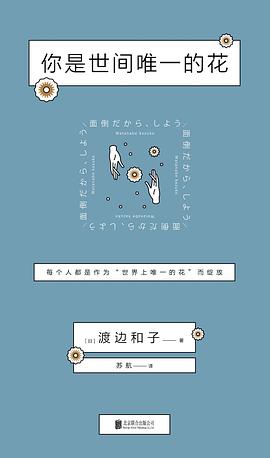 你是世间唯一的花
面倒だから、しよう
Watanabe Kazuko
面倒だから、しよう
Watanabe Kazuko
面倒だから、しよう
Watanabe Kazuko
面倒だから、しよう
Watanabe Kazuko
每个人都是作为“世界上唯一的花”而绽放
[日] 渡边和子——著
苏航——译
北京联合出版公司